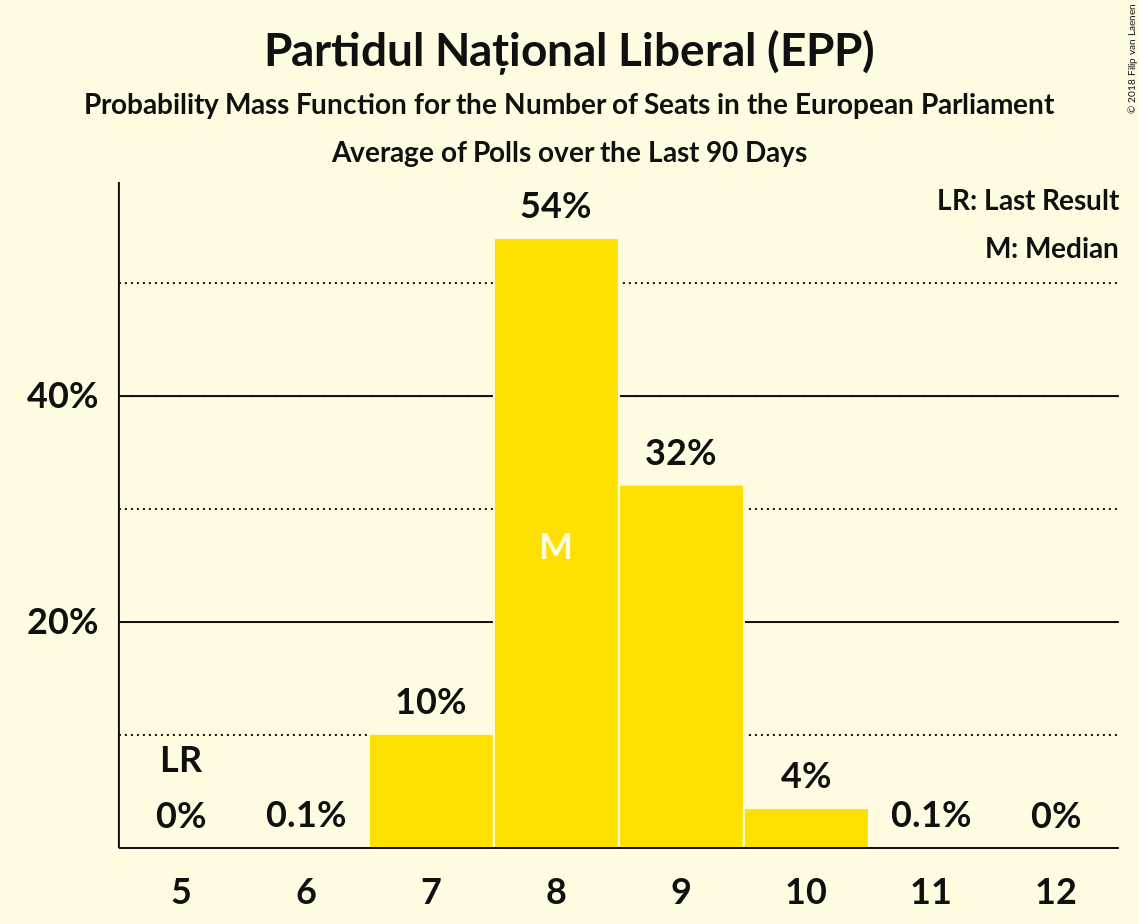 Partidul Național Liberal (EPP)
Probability Mass Function for the Number of Seats in the European Parliament
Average of Polls over the Last 90 Days
© 2018 Filip van Laenen
LR: Last Result
M: Median
54%
40%
32%
M
20%
10%
LR
4%
0%
0.1%
0.1%
0%
5 6 7 8 9 10 11 12